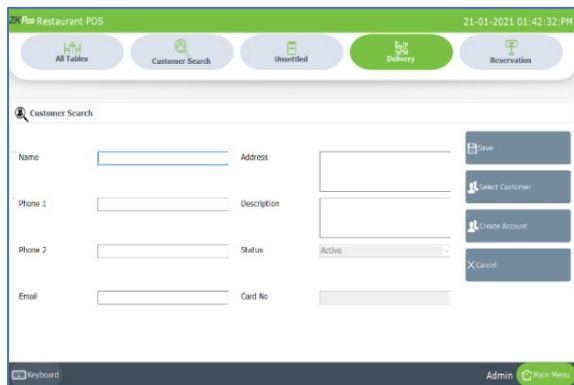 ZKPos Restaurant POS 21-01-2021 01:42:32:PM
All Tables Customer Search Unsettled Delivery Reservation
Customer Search
Name Address Save
Select Customer
Phone 1 Description
Create Account
Phone 2 Status Active
Cancel
Email Card No
Keyboard Admin Main Menu